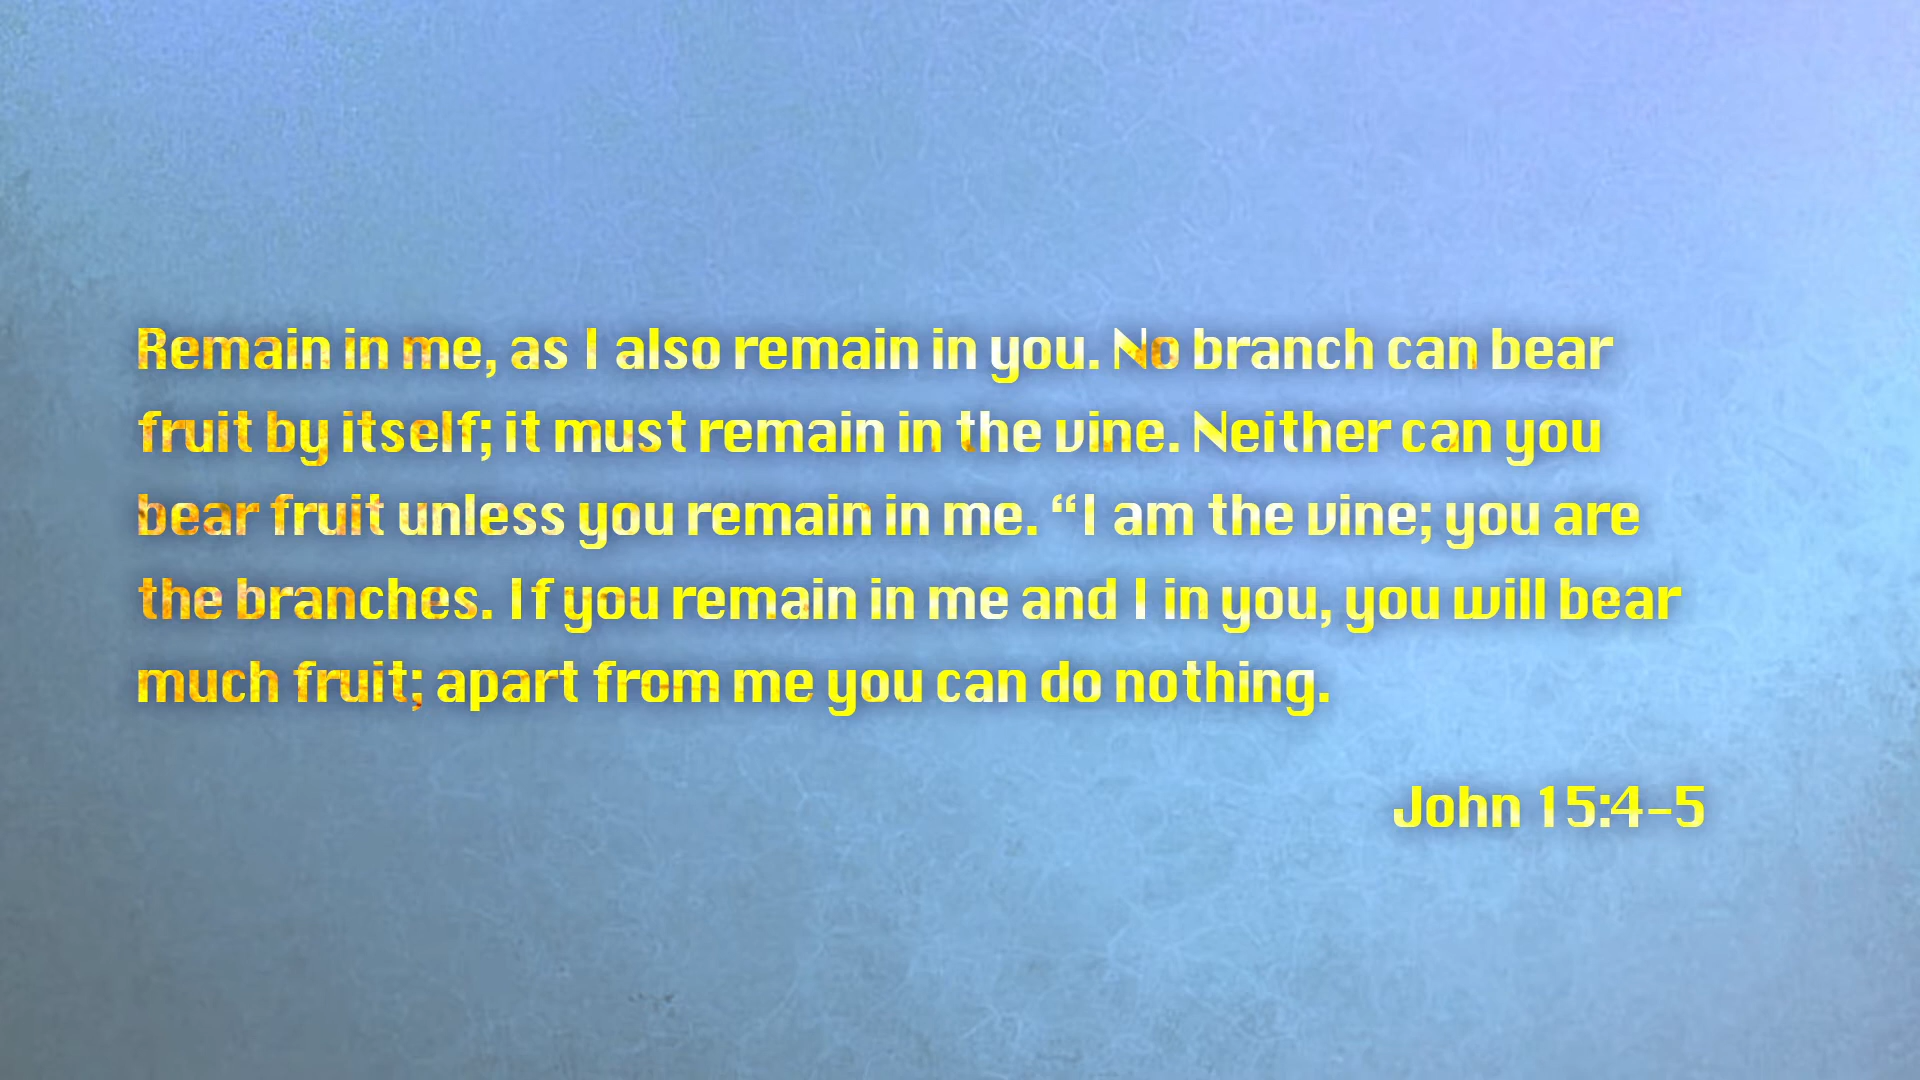 Remain in me, as I also remain in you. No branch can bear
fruit by itself; it must remain in the vine. Neither can you
bear fruit unless you remain in me. “I am the vine; you are
the branches. If you remain in me and I in you, you will bear
much fruit; apart from me you can do nothing.
John 15:4–5